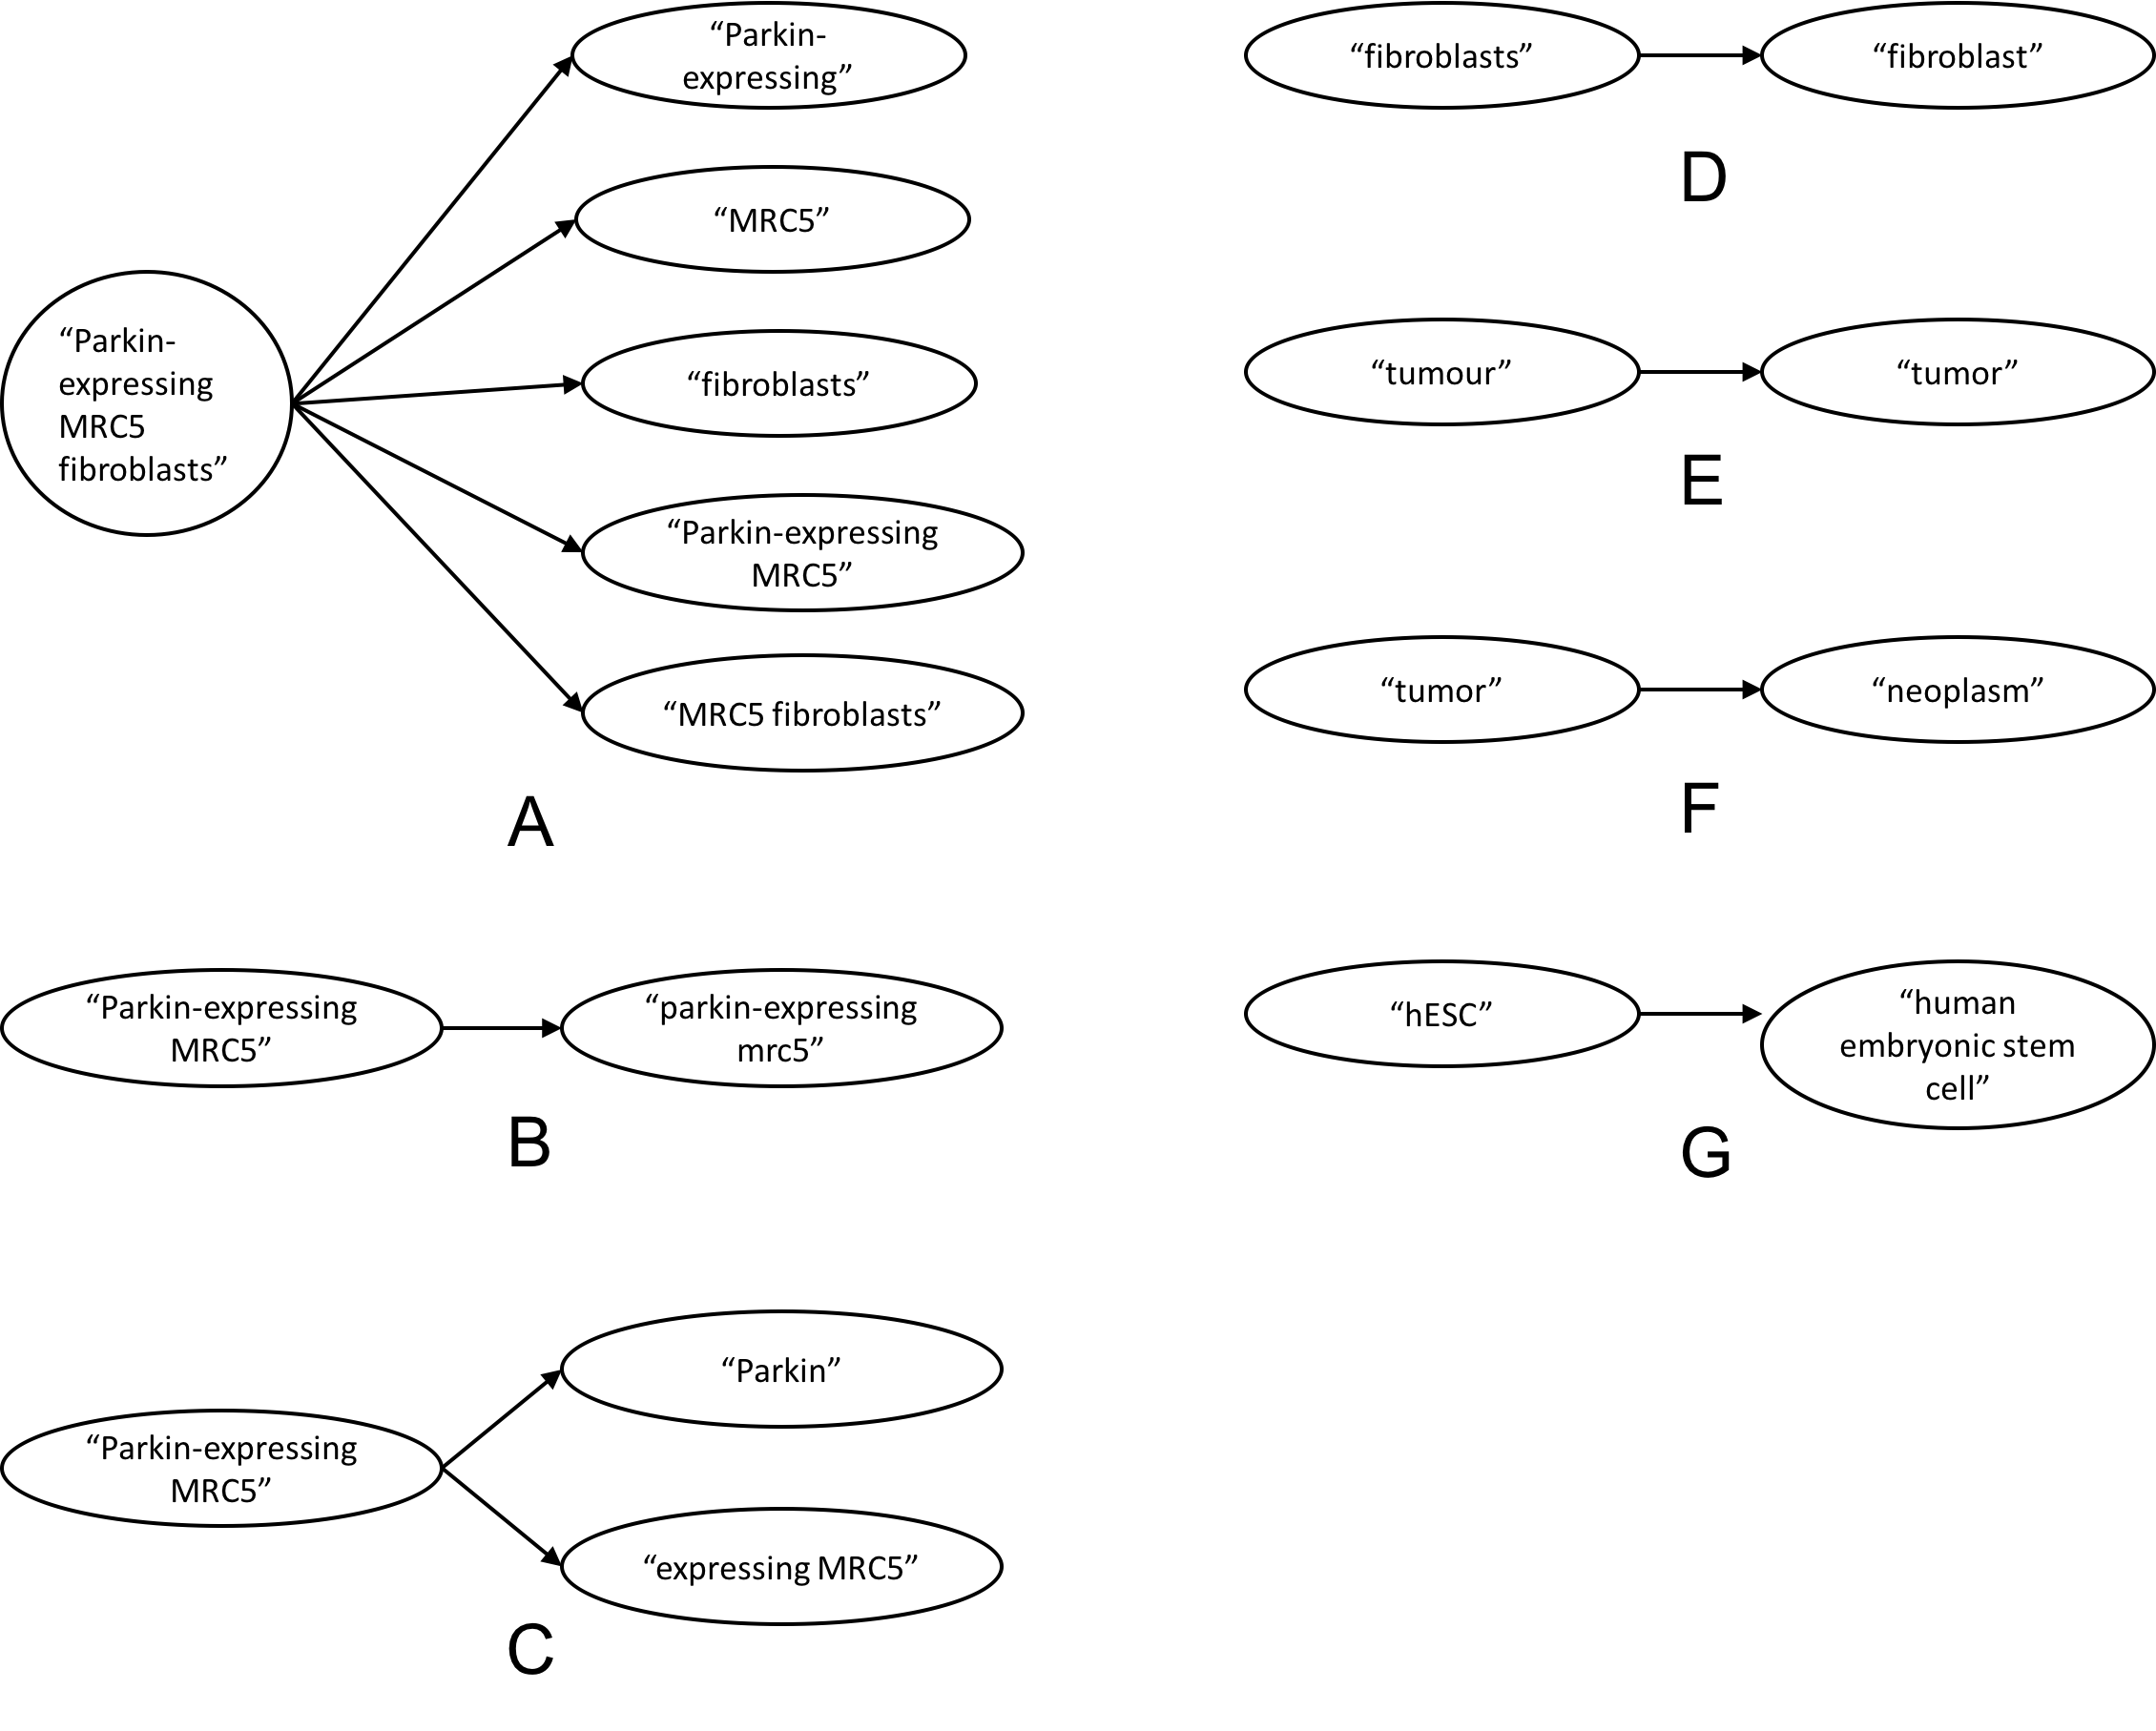 “Parkin-
expressing
MRC5
fibroblasts”
“Parkin-
expressing”
“MRC5”
“fibroblasts”
“Parkin-expressing
MRC5”
“MRC5 fibroblasts”
A
“Parkin-expressing
MRC5”
“parkin-expressing
mrc5”
B
“Parkin-expressing
MRC5”
“Parkin”
“expressing MRC5”
C
“fibroblasts”
“fibroblast”
D
“tumour”
“tumor”
E
“tumor”
“neoplasm”
F
“hESC”
“human
embryonic stem
cell”
G